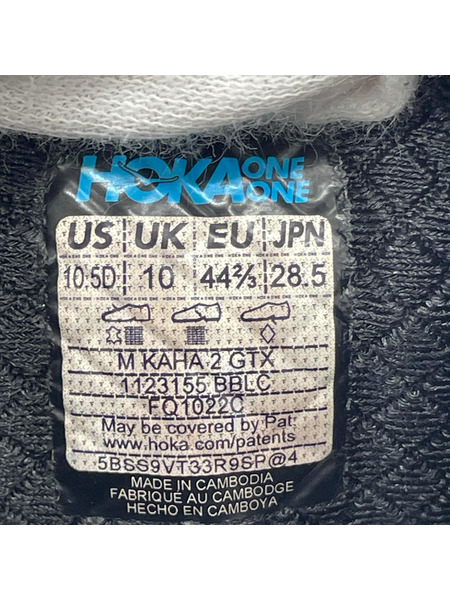 HOKA ONE ONE
US UK EU JPN
10.5D 10 44⅔ 28.5
M KAHA 2 GTX
1123155 BBLC
FQ1022C
May be covered by Pat:
www.hoka.com/patents
5BSS9VT33R9SP@4
MADE IN CAMBODIA
FABRIQUÉ AU CAMBODGE
HECHO EN CAMBOYA